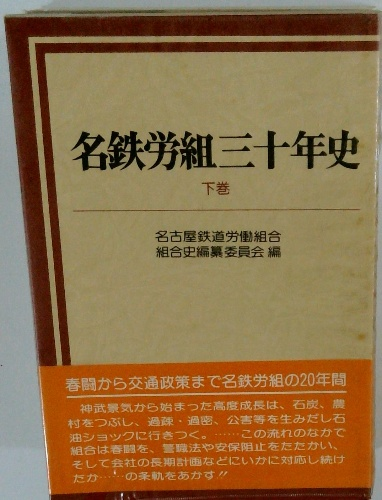 名鉄労組三十年史
下巻
名古屋鉄道労働組合
組合史編纂委員会 編
春闘から交通政策まで名鉄労組の20年間
神武景気から始まった高度成長は、石炭、農
村をつぶし、過疎・過密、公害等を生みだし石
油ショックに行きつく。……この流れのなかで
組合は春闘を、警職法や安保阻止をたたかい、
そして会社の長期計画などにいかに対応し続け
たか…―の条軌をあかす!!